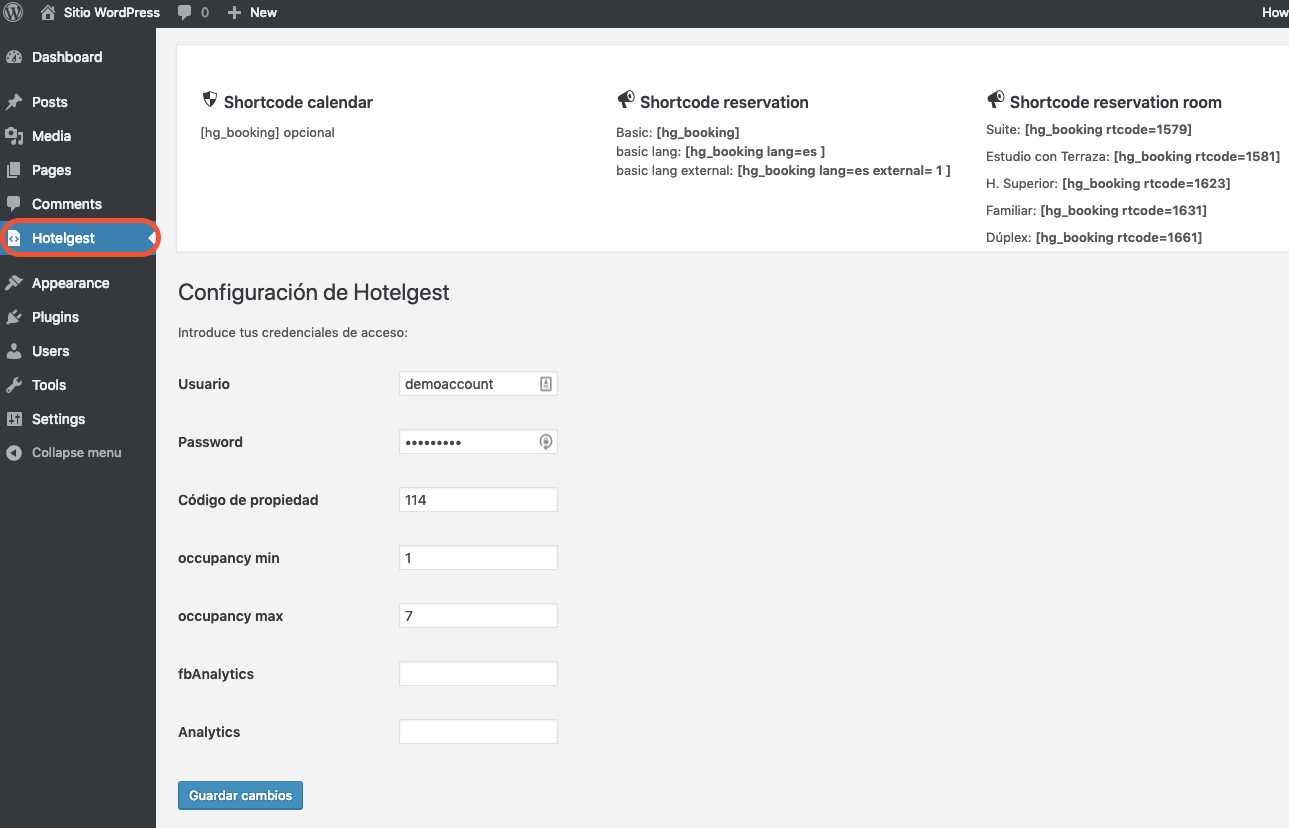 Sitio WordPress 0 New How
Dashboard
Posts
Media
Pages
Comments
Hotelgest
Appearance
Plugins
Users
Tools
Settings
Collapse menu
Shortcode calendar
[hg_booking] opcional
Shortcode reservation
Basic: [hg_booking]
basic lang: [hg_booking lang=es ]
basic lang external: [hg_booking lang=es external= 1 ]
Shortcode reservation room
Suite: [hg_booking rtcode=1579]
Estudio con Terraza: [hg_booking rtcode=1581]
H. Superior: [hg_booking rtcode=1623]
Familiar: [hg_booking rtcode=1631]
Dúplex: [hg_booking rtcode=1661]
Configuración de Hotelgest
Introduce tus credenciales de acceso:
Usuario demoaccount
Password •••••••••
Código de propiedad 114
occupancy min 1
occupancy max 7
fbAnalytics
Analytics
Guardar cambios